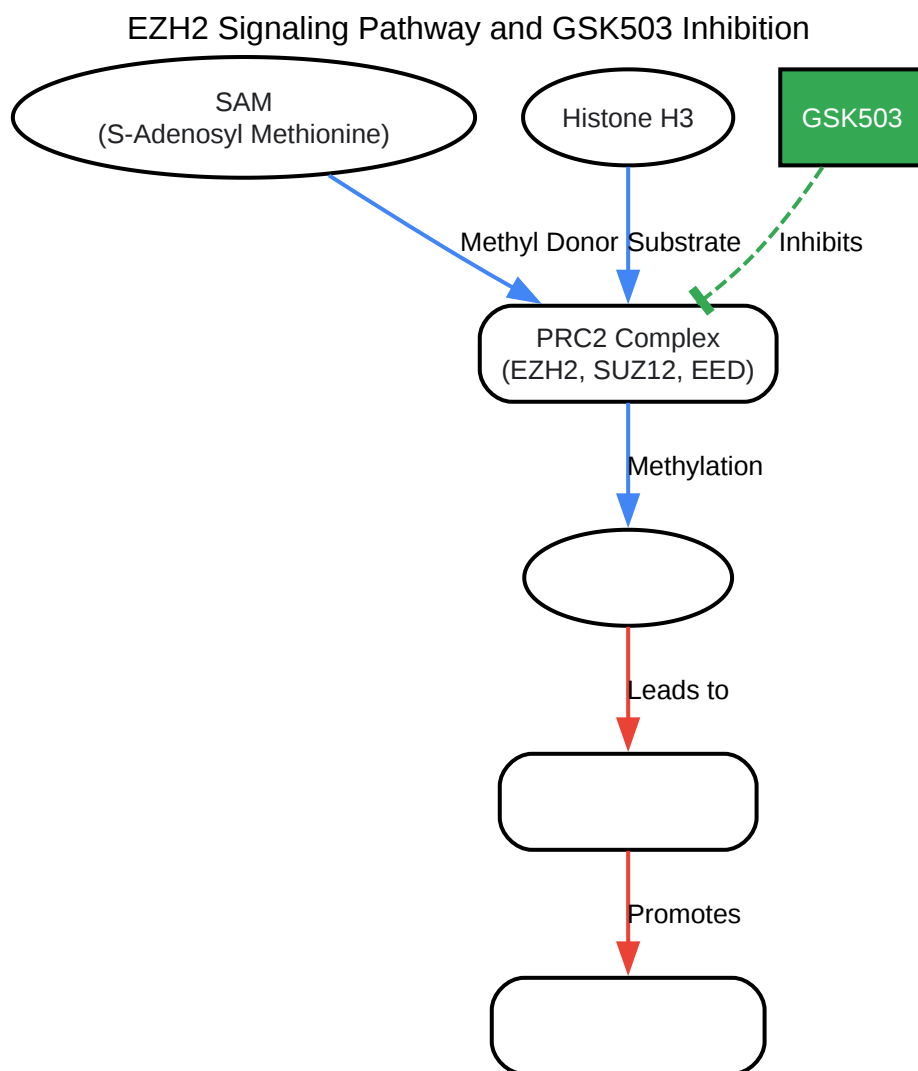 EZH2 Signaling Pathway and GSK503 Inhibition
SAM
(S-Adenosyl Methionine)
Histone H3
GSK503
Methyl Donor
Substrate
Inhibits
PRC2 Complex
(EZH2, SUZ12, EED)
Methylation
Leads to
Promotes